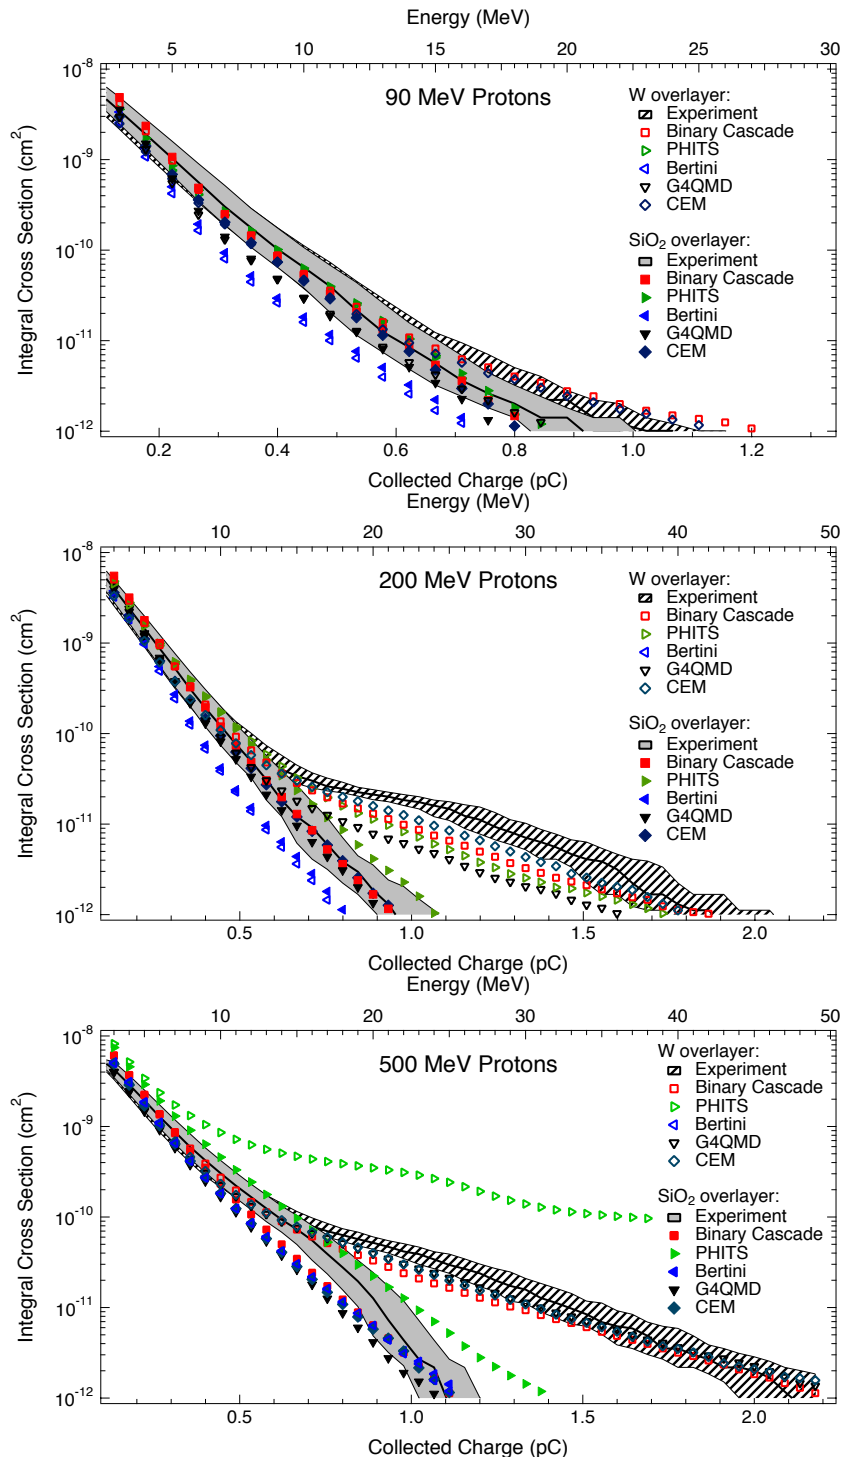 Energy (MeV)
5 10 15 20 25 30
10⁻⁸
10⁻⁹
10⁻¹⁰
10⁻¹¹
10⁻¹²
Integral Cross Section (cm²)
90 MeV Protons
W overlayer:
Experiment
Binary Cascade
PHITS
Bertini
G4QMD
CEM
SiO₂ overlayer:
Experiment
Binary Cascade
PHITS
Bertini
G4QMD
CEM
0.2 0.4 0.6 0.8 1.0 1.2
Collected Charge (pC)
Energy (MeV)
10 20 30 40 50
10⁻⁸
10⁻⁹
10⁻¹⁰
10⁻¹¹
10⁻¹²
Integral Cross Section (cm²)
200 MeV Protons
W overlayer:
Experiment
Binary Cascade
PHITS
Bertini
G4QMD
CEM
SiO₂ overlayer:
Experiment
Binary Cascade
PHITS
Bertini
G4QMD
CEM
0.5 1.0 1.5 2.0
Collected Charge (pC)
Energy (MeV)
10 20 30 40 50
10⁻⁸
10⁻⁹
10⁻¹⁰
10⁻¹¹
10⁻¹²
Integral Cross Section (cm²)
500 MeV Protons
W overlayer:
Experiment
Binary Cascade
PHITS
Bertini
G4QMD
CEM
SiO₂ overlayer:
Experiment
Binary Cascade
PHITS
Bertini
G4QMD
CEM
0.5 1.0 1.5 2.0
Collected Charge (pC)